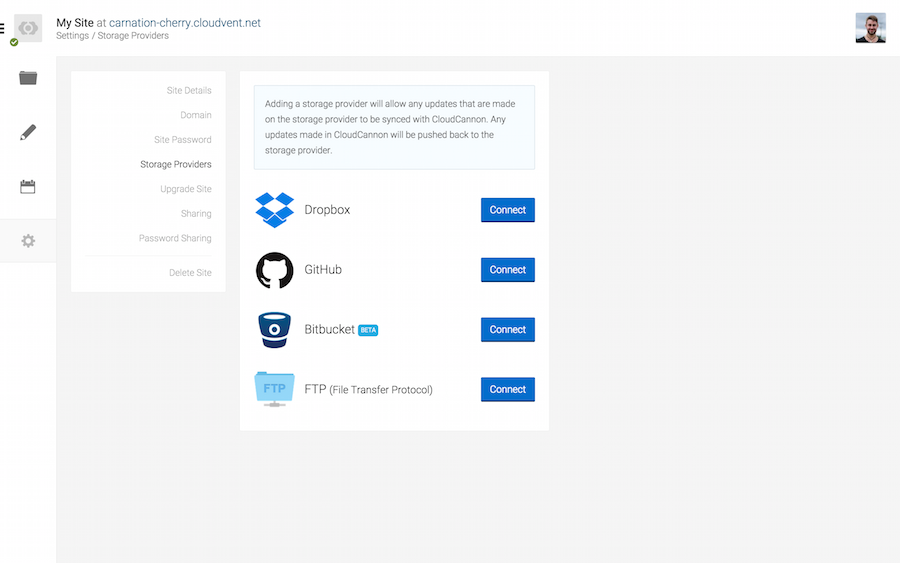 My Site at carnation-cherry.cloudvent.net
Settings / Storage Providers
Site Details
Domain
Site Password
Storage Providers
Upgrade Site
Sharing
Password Sharing
Delete Site
Adding a storage provider will allow any updates that are made
on the storage provider to be synced with CloudCannon. Any
updates made in CloudCannon will be pushed back to the
storage provider.
Dropbox Connect
GitHub Connect
Bitbucket BETA Connect
FTP FTP (File Transfer Protocol) Connect